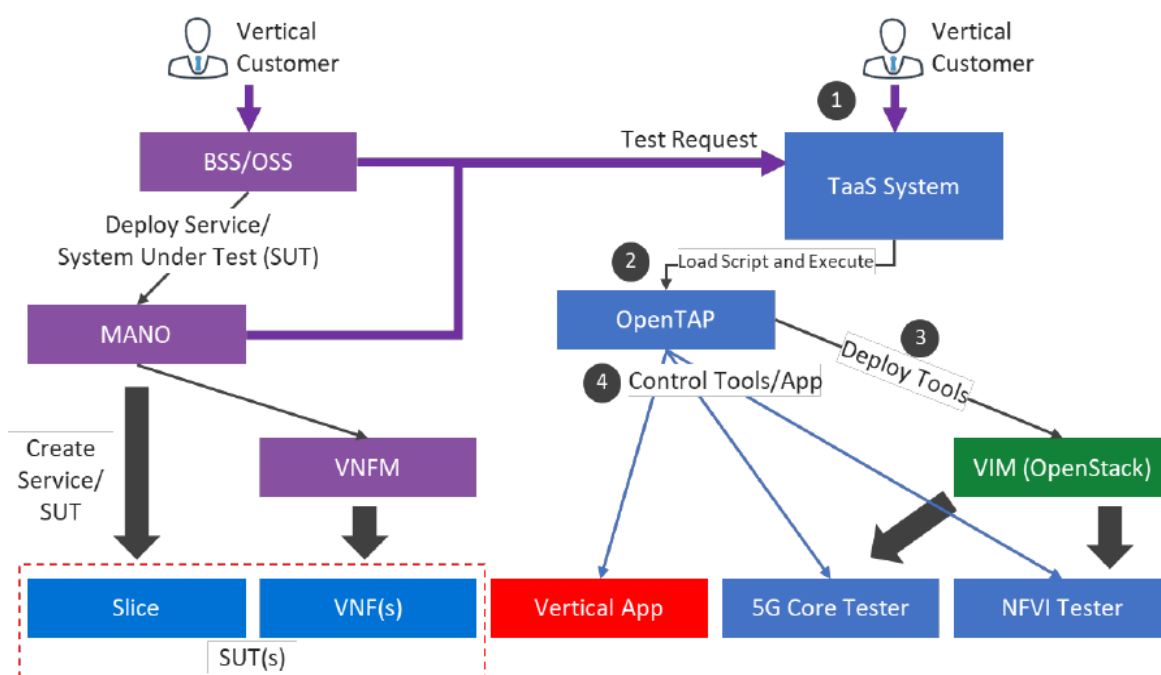 Vertical
Customer
Vertical
Customer
1
Test Request
BSS/OSS
TaaS System
Deploy Service/
System Under Test (SUT)
2
Load Script and Execute
MANO
OpenTAP
3
Deploy Tools
4
Control Tools/App
Create
Service/
SUT
VNFM
VIM (OpenStack)
Slice
VNF(s)
Vertical App
5G Core Tester
NFVI Tester
SUT(s)